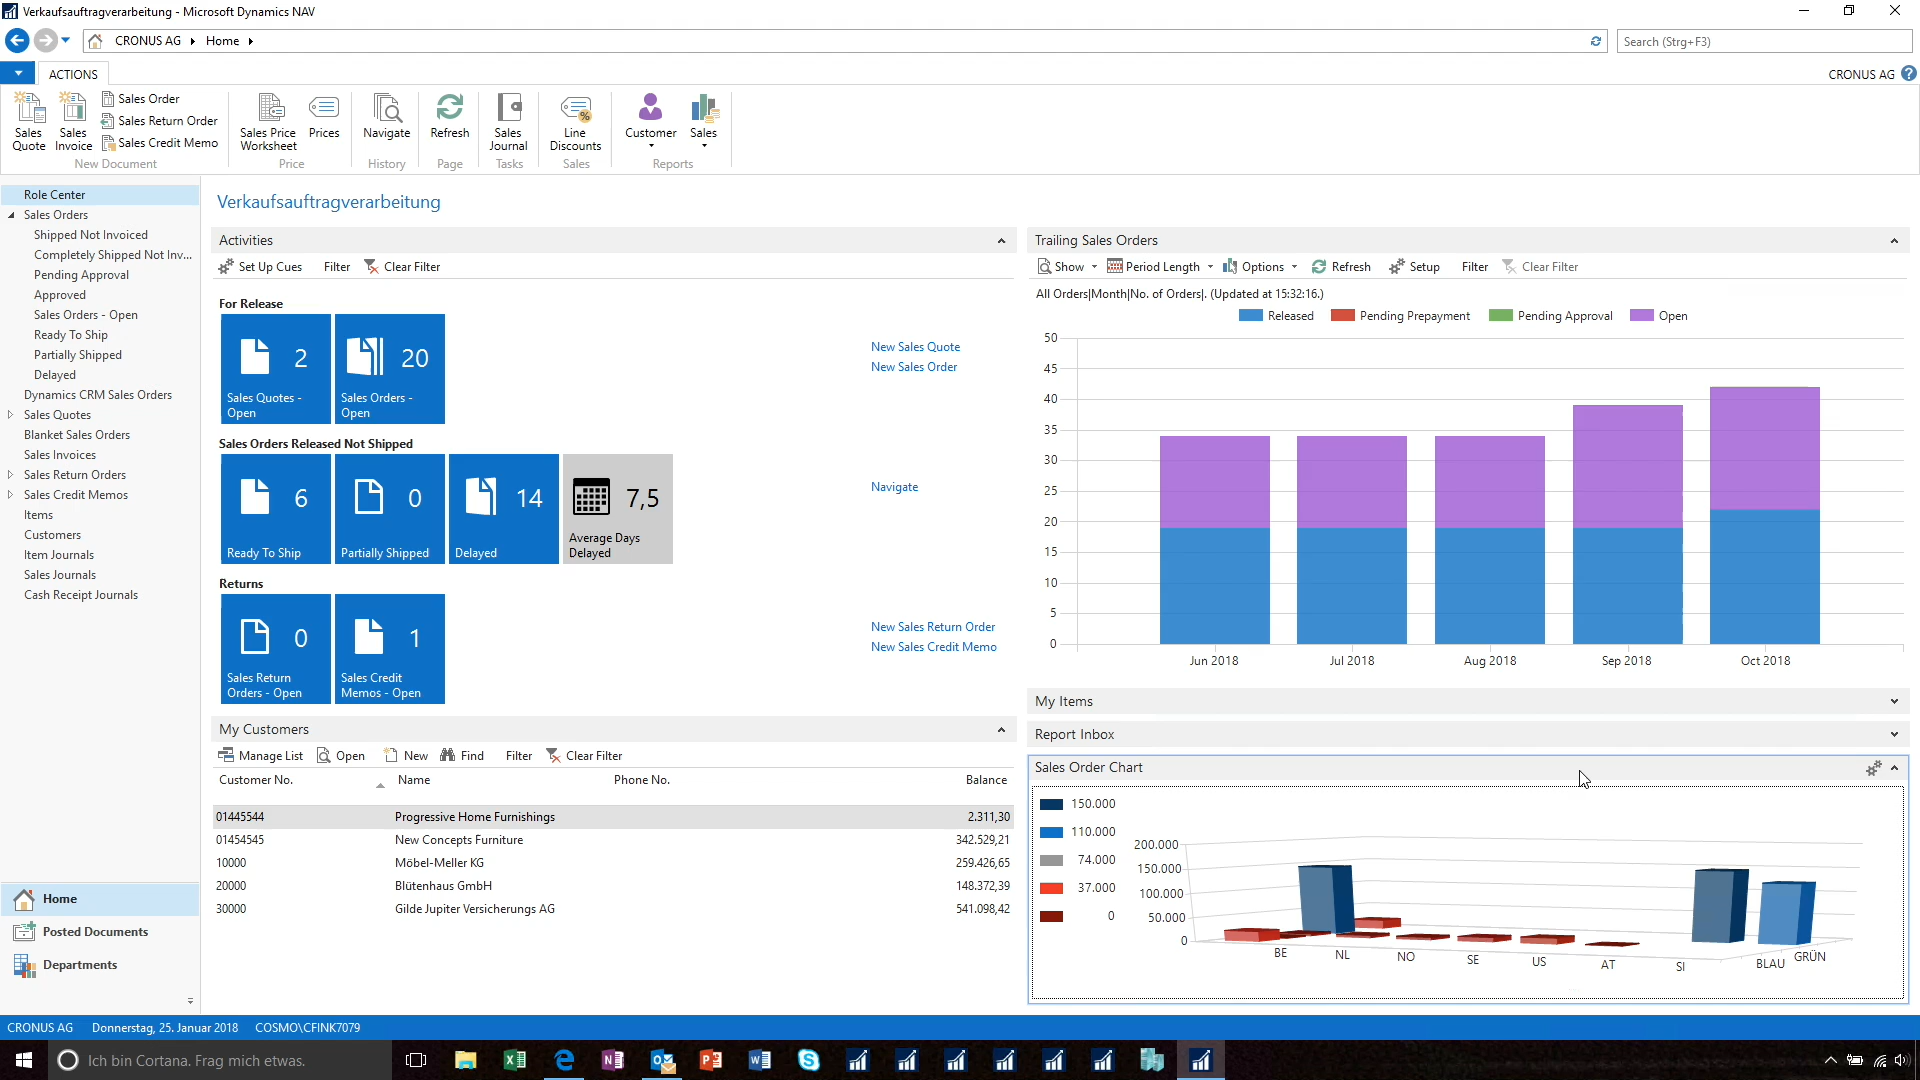 Verkaufsauftragverarbeitung - Microsoft Dynamics NAV
CRONUS AG Home
Search (Strg+F3)
ACTIONS
CRONUS AG
Sales Quote
Sales Invoice
Sales Order
Sales Return Order
Sales Credit Memo
New Document
Sales Price Worksheet
Prices
Price
Navigate
History
Refresh
Page
Sales Journal
Tasks
Line Discounts
Sales
Customer
Sales
Reports
Role Center
Sales Orders
Shipped Not Invoiced
Completely Shipped Not Inv...
Pending Approval
Approved
Sales Orders - Open
Ready To Ship
Partially Shipped
Delayed
Dynamics CRM Sales Orders
Sales Quotes
Blanket Sales Orders
Sales Invoices
Sales Return Orders
Sales Credit Memos
Items
Customers
Item Journals
Sales Journals
Cash Receipt Journals
Home
Posted Documents
Departments
Verkaufsauftragverarbeitung
Activities
Set Up Cues Filter Clear Filter
For Release
2
Sales Quotes -
Open
20
Sales Orders -
Open
New Sales Quote
New Sales Order
Sales Orders Released Not Shipped
6
Ready To Ship
0
Partially Shipped
14
Delayed
7,5
Average Days
Delayed
Navigate
Returns
0
Sales Return
Orders - Open
1
Sales Credit
Memos - Open
New Sales Return Order
New Sales Credit Memo
My Customers
Manage List Open New Find Filter Clear Filter
Customer No. Name Phone No. Balance
01445544 Progressive Home Furnishings 2.311,30
01454545 New Concepts Furniture 342.529,21
10000 Möbel-Meller KG 259.426,65
20000 Blütenhaus GmbH 148.372,39
30000 Gilde Jupiter Versicherungs AG 541.098,42
Trailing Sales Orders
Show Period Length Options Refresh Setup Filter Clear Filter
All Orders|Month|No. of Orders|. (Updated at 15:32:16.)
Released Pending Prepayment Pending Approval Open
50
45
40
35
30
25
20
15
10
5
0
Jun 2018 Jul 2018 Aug 2018 Sep 2018 Oct 2018
My Items
Report Inbox
Sales Order Chart
150.000
110.000
74.000
37.000
0
200.000
150.000
100.000
50.000
0
BE NL NO SE US AT SI BLAU GRÜN
CRONUS AG Donnerstag, 25. Januar 2018 COSMO\CFINK7079
Ich bin Cortana. Frag mich etwas.